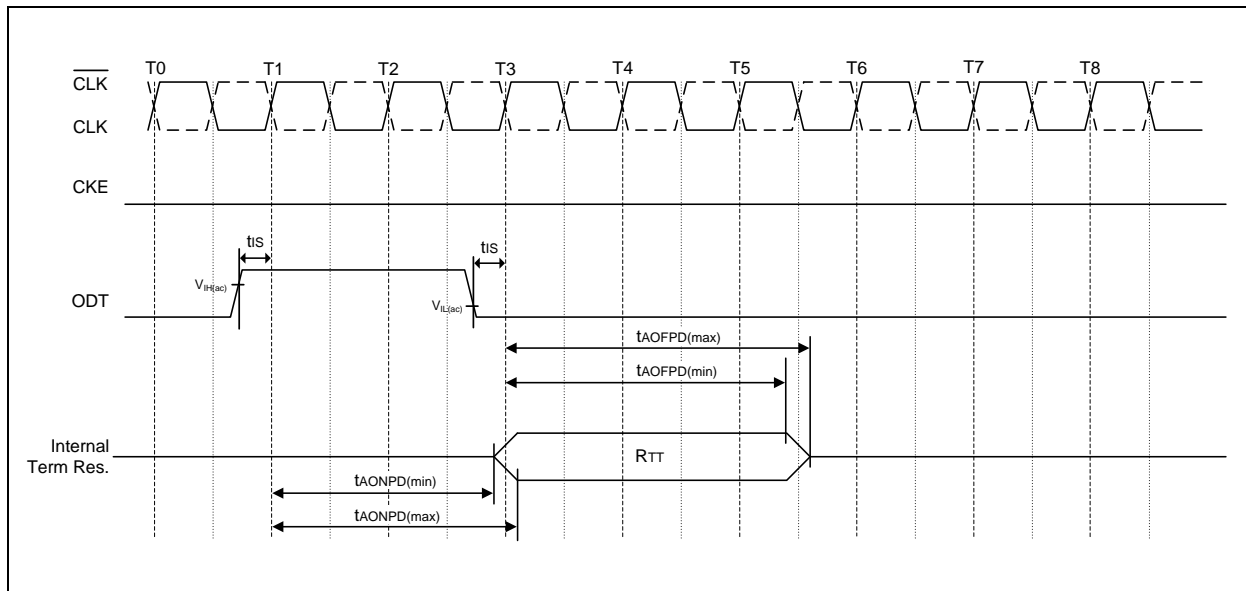 T0 T1 T2 T3 T4 T5 T6 T7 T8
CLK
CLK
CKE
tIS tIS
VIH(ac)
ODT
VIL(ac)
tAOFPD(max)
tAOFPD(min)
Internal
Term Res.
RTT
tAONPD(min)
tAONPD(max)